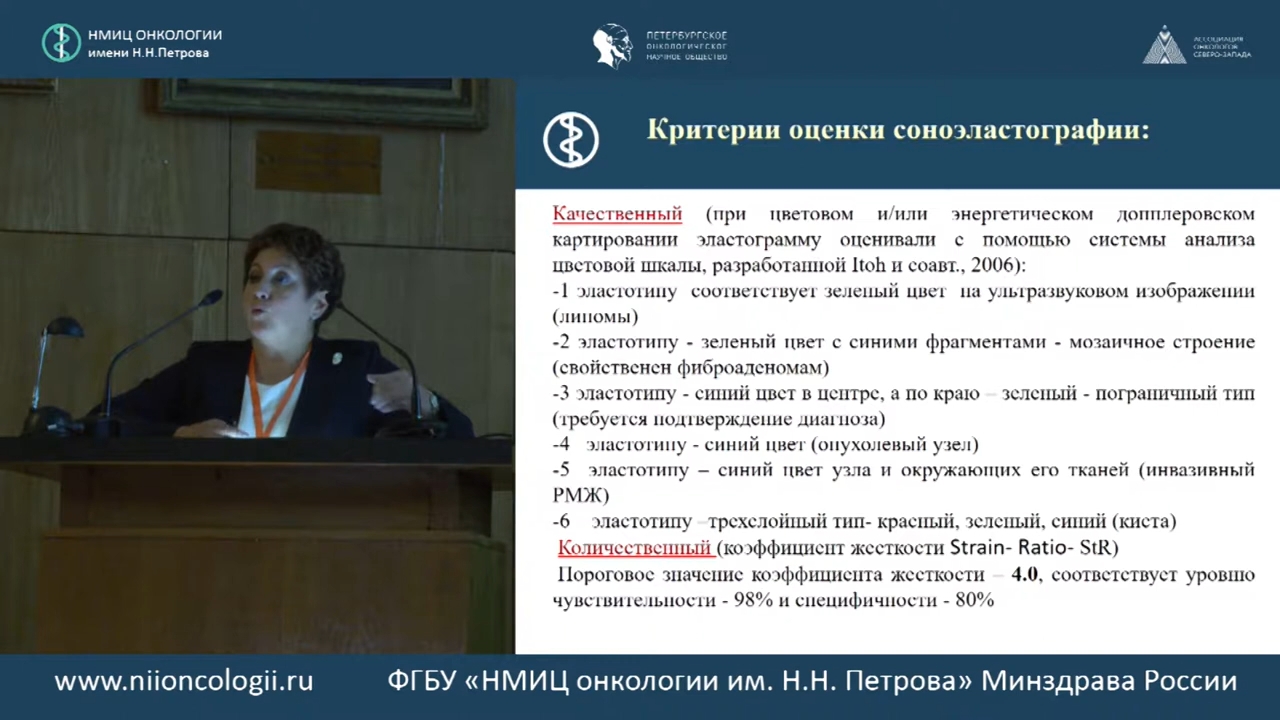 НМИЦ ОНКОЛОГИИ
имени Н.Н.Петрова
ПЕТЕРБУРГСКОЕ
ОНКОЛОГИЧЕСКОЕ
НАУЧНОЕ ОБЩЕСТВО
АССОЦИАЦИЯ
ОНКОЛОГОВ
СЕВЕРО-ЗАПАДА
Критерии оценки соноэластографии:
Качественный (при цветовом и/или энергетическом допплеровском
картировании эластограмму оценивали с помощью системы анализа
цветовой шкалы, разработанной Itoh и соавт., 2006):
-1 эластотипу соответствует зеленый цвет на ультразвуковом изображении
(липомы)
-2 эластотипу - зеленый цвет с синими фрагментами - мозаичное строение
(свойственен фиброаденомам)
-3 эластотипу - синий цвет в центре, а по краю – зеленый - пограничный тип
(требуется подтверждение диагноза)
-4 эластотипу - синий цвет (опухолевый узел)
-5 эластотипу – синий цвет узла и окружающих его тканей (инвазивный
РМЖ)
-6 эластотипу –трехслойный тип- красный, зеленый, синий (киста)
Количественный (коэффициент жесткости Strain- Ratio- StR)
Пороговое значение коэффициента жесткости – 4.0, соответствует уровню
чувствительности - 98% и специфичности - 80%
www.niioncologii.ru
ФГБУ «НМИЦ онкологии им. Н.Н. Петрова» Минздрава России